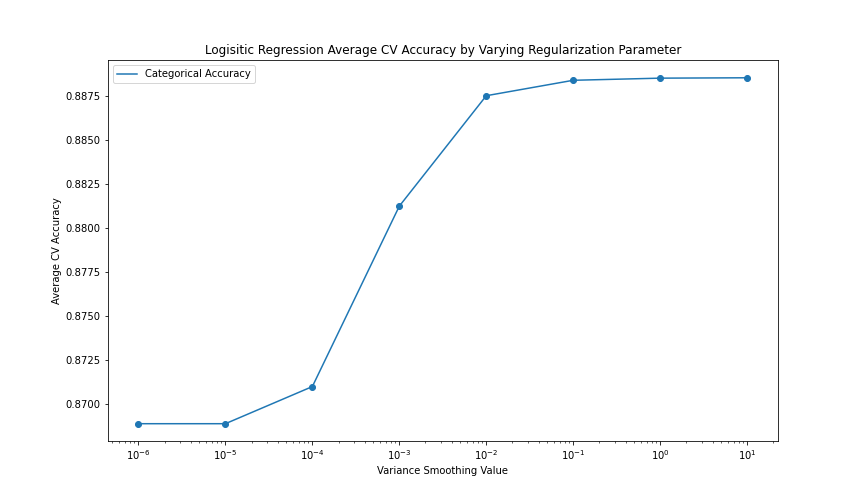 Logisitic Regression Average CV Accuracy by Varying Regularization Parameter
Categorical Accuracy
0.8875
0.8850
0.8825
0.8800
0.8775
0.8750
0.8725
0.8700
Average CV Accuracy
10⁻⁶ 10⁻⁵ 10⁻⁴ 10⁻³ 10⁻² 10⁻¹ 10⁰ 10¹
Variance Smoothing Value